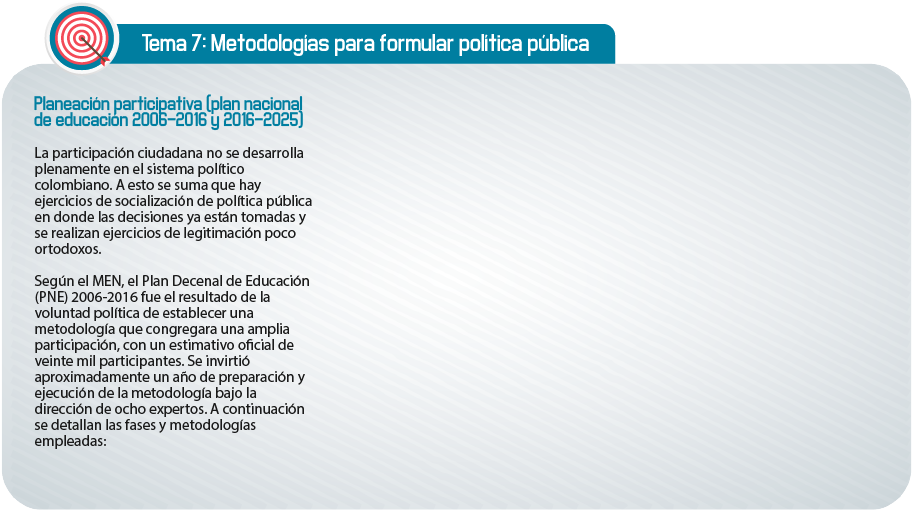 Tema 7: Metodologías para formular política pública
Planeación participativa (plan nacional
de educación 2006-2016 y 2016-2025)
La participación ciudadana no se desarrolla
plenamente en el sistema político
colombiano. A esto se suma que hay
ejercicios de socialización de política pública
en donde las decisiones ya están tomadas y
se realizan ejercicios de legitimación poco
ortodoxos.
Según el MEN, el Plan Decenal de Educación
(PNE) 2006-2016 fue el resultado de la
voluntad política de establecer una
metodología que congregara una amplia
participación, con un estimativo oficial de
veinte mil participantes. Se invirtió
aproximadamente un año de preparación y
ejecución de la metodología bajo la
dirección de ocho expertos. A continuación
se detallan las fases y metodologías
empleadas: